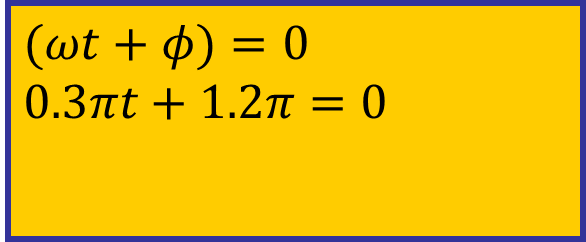 (ωt + ϕ) = 0
0.3πt + 1.2π = 0